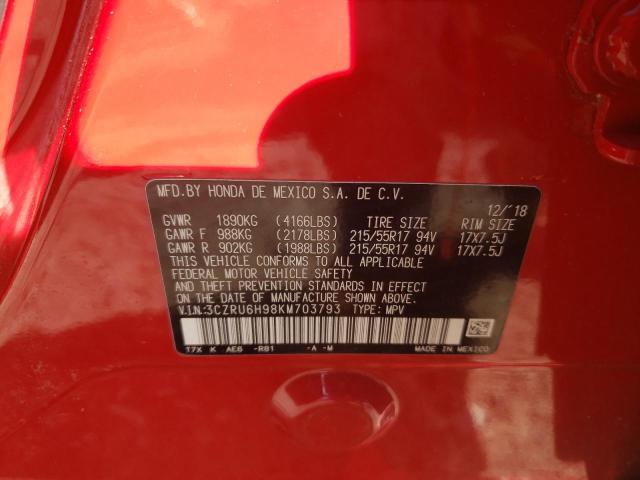 MFD.BY HONDA DE MEXICO S.A. DE C.V.
12/'18
GVWR 1890KG (4166LBS) TIRE SIZE RIM SIZE
GAWR F 988KG (2178LBS) 215/55R17 94V 17X7.5J
GAWR R 902KG (1988LBS) 215/55R17 94V 17X7.5J
THIS VEHICLE CONFORMS TO ALL APPLICABLE
FEDERAL MOTOR VEHICLE SAFETY
AND THEFT PREVENTION STANDARDS IN EFFECT
ON THE DATE OF MANUFACTURE SHOWN ABOVE.
V.I.N:3CZRU6H98KM703793 TYPE: MPV
T7X K AE6 -R81 -A -M MADE IN MEXICO